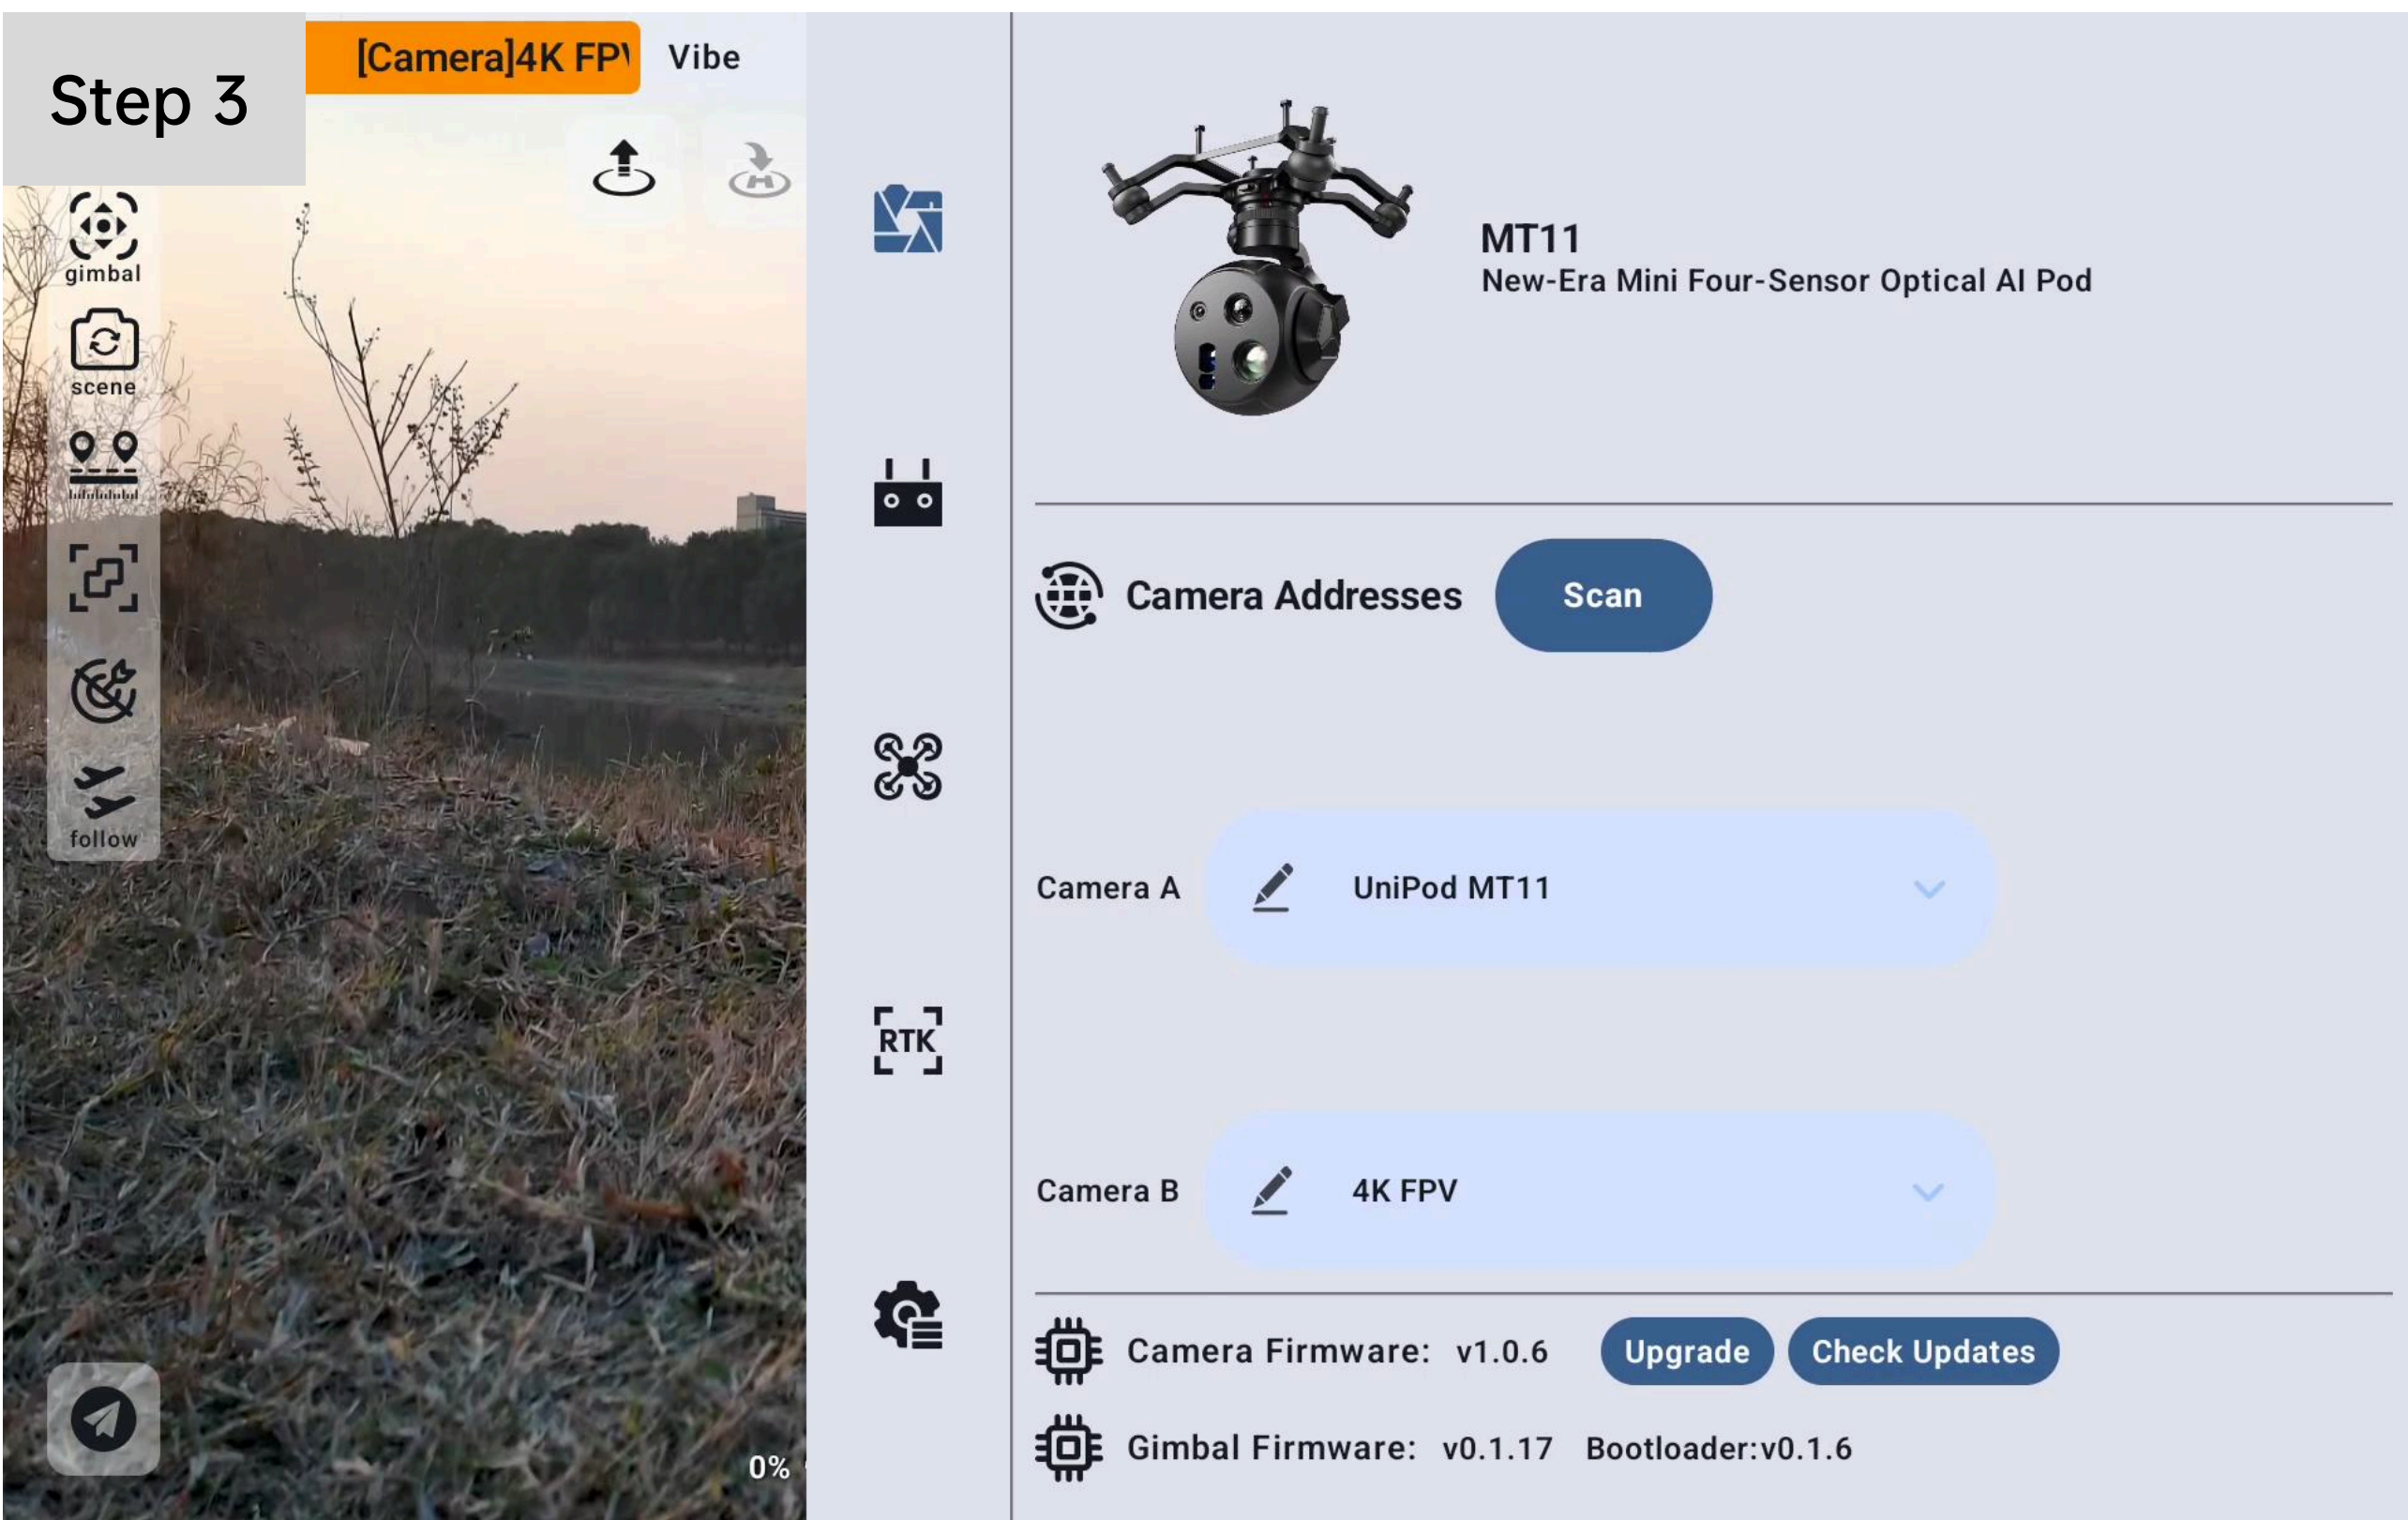 Step 3
[Camera]4K FPV
Vibe
gimbal
scene
follow
0%
RTK
MT11
New-Era Mini Four-Sensor Optical AI Pod
Camera Addresses
Scan
Camera A
UniPod MT11
Camera B
4K FPV
Camera Firmware: v1.0.6
Upgrade
Check Updates
Gimbal Firmware: v0.1.17 Bootloader:v0.1.6